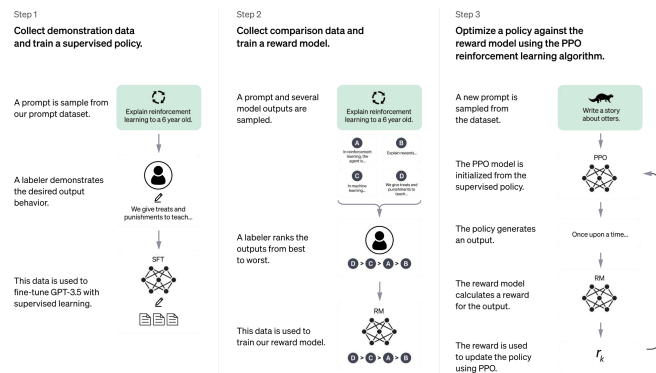 Step 1
Collect demonstration data
and train a supervised policy.
A prompt is sample from
our prompt dataset.
Explain reinforcement
learning to a 6 year old.
A labeler demonstrates
the desired output
behavior.
We give treats and
punishments to teach...
This data is used to
fine-tune GPT-3.5 with
supervised learning.
SFT
Step 2
Collect comparison data and
train a reward model.
A prompt and several
model outputs are
sampled.
Explain reinforcement
learning to a 6 year old.
A
In reinforcement
learning, the
agent is...
B
Explain rewards...
C
In machine
learning...
D
We give treats and
punishments to
teach...
A labeler ranks the
outputs from best
to worst.
D > C > A > B
This data is used to
train our reward model.
RM
D > C > A > B
Step 3
Optimize a policy against the
reward model using the PPO
reinforcement learning algorithm.
A new prompt is
sampled from
the dataset.
Write a story
about otters.
The PPO model is
initialized from the
supervised policy.
PPO
The policy generates
an output.
Once upon a time...
The reward model
calculates a reward
for the output.
RM
The reward is used
to update the policy
using PPO.
rk